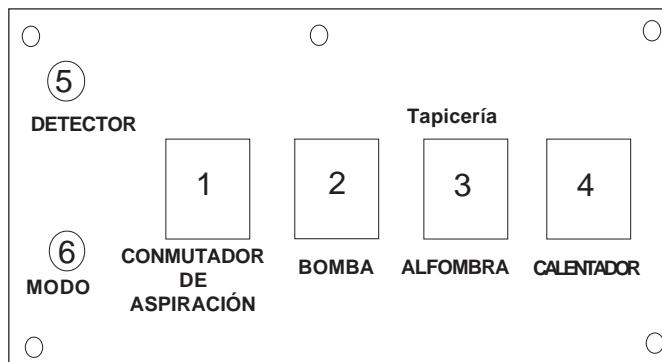 5
DETECTOR
Tapicería
1
2
3
4
6
MODO
CONMUTADOR
DE
ASPIRACIÓN
BOMBA
ALFOMBRA
CALENTADOR